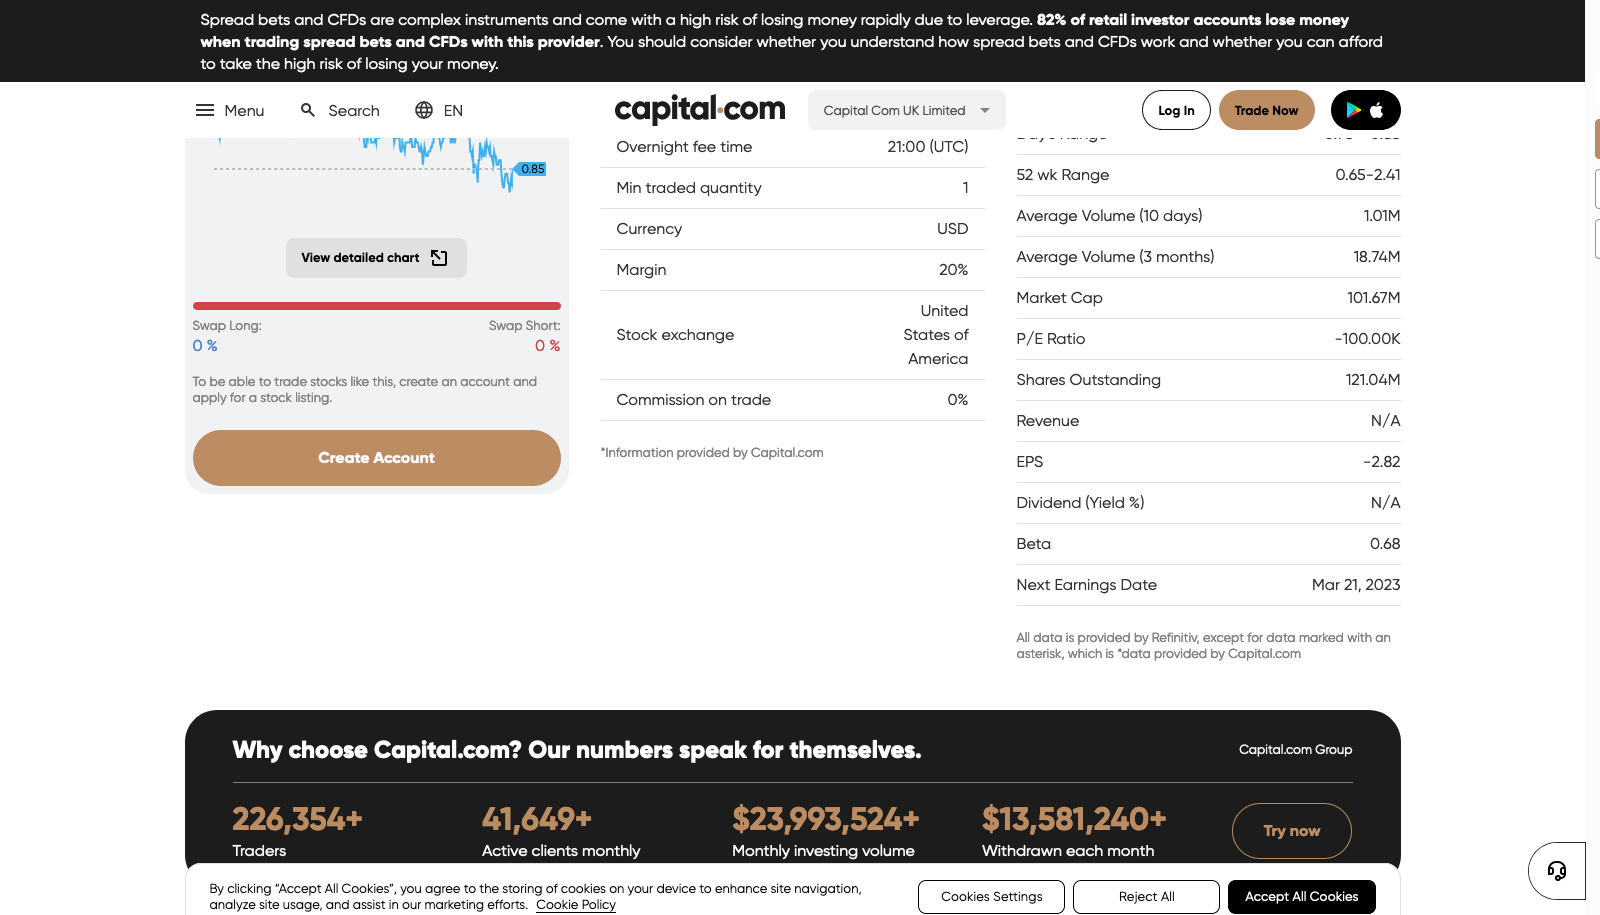 Spread bets and CFDs are complex instruments and come with a high risk of losing money rapidly due to leverage. 82% of retail investor accounts lose money
when trading spread bets and CFDs with this provider. You should consider whether you understand how spread bets and CFDs work and whether you can afford
to take the high risk of losing your money.
Menu Search EN capital.com Capital Com UK Limited Log In Trade Now
0.85
View detailed chart
Swap Long: Swap Short:
0 % 0 %
To be able to trade stocks like this, create an account and
apply for a stock listing.
Create Account
Overnight fee time 21:00 (UTC)
Min traded quantity 1
Currency USD
Margin 20%
Stock exchange United
States of
America
Commission on trade 0%
*Information provided by Capital.com
52 wk Range 0.65-2.41
Average Volume (10 days) 1.01M
Average Volume (3 months) 18.74M
Market Cap 101.67M
P/E Ratio -100.00K
Shares Outstanding 121.04M
Revenue N/A
EPS -2.82
Dividend (Yield %) N/A
Beta 0.68
Next Earnings Date Mar 21, 2023
All data is provided by Refinitiv, except for data marked with an
asterisk, which is *data provided by Capital.com
Why choose Capital.com? Our numbers speak for themselves. Capital.com Group
226,354+ 41,649+ $23,993,524+ $13,581,240+ Try now
Traders Active clients monthly Monthly investing volume Withdrawn each month
By clicking “Accept All Cookies”, you agree to the storing of cookies on your device to enhance site navigation,
analyze site usage, and assist in our marketing efforts. Cookie Policy
Cookies Settings Reject All Accept All Cookies